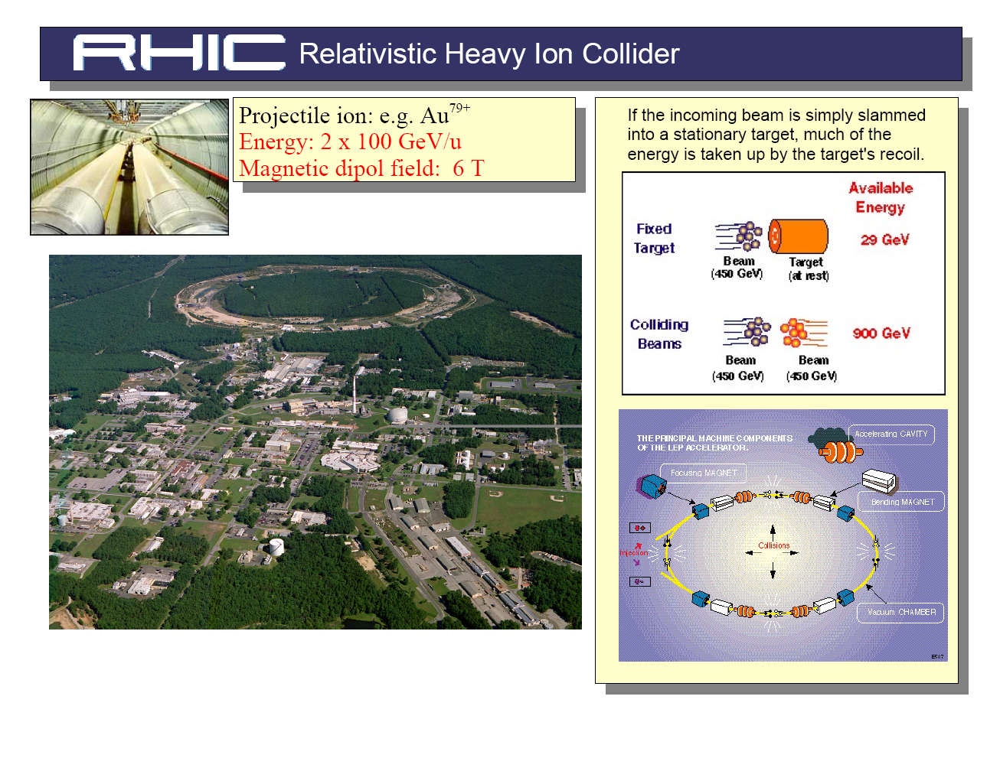 RHIC Relativistic Heavy Ion Collider
Projectile ion: e.g. Au79+
Energy: 2 x 100 GeV/u
Magnetic dipol field:  6 T
If the incoming beam is simply slammed
into a stationary target, much of the
energy is taken up by the target's recoil.
Available
Energy
Fixed
Target
Beam
(450 GeV)
Target
(at rest)
29 GeV
Colliding
Beams
Beam
(450 GeV)
Beam
(450 GeV)
900 GeV
THE PRINCIPAL MACHINE COMPONENTS
OF THE LEP ACCELERATOR.
Accelerating CAVITY
Focusing MAGNET
Bending MAGNET
Collisions
Injection
Vacuum CHAMBER